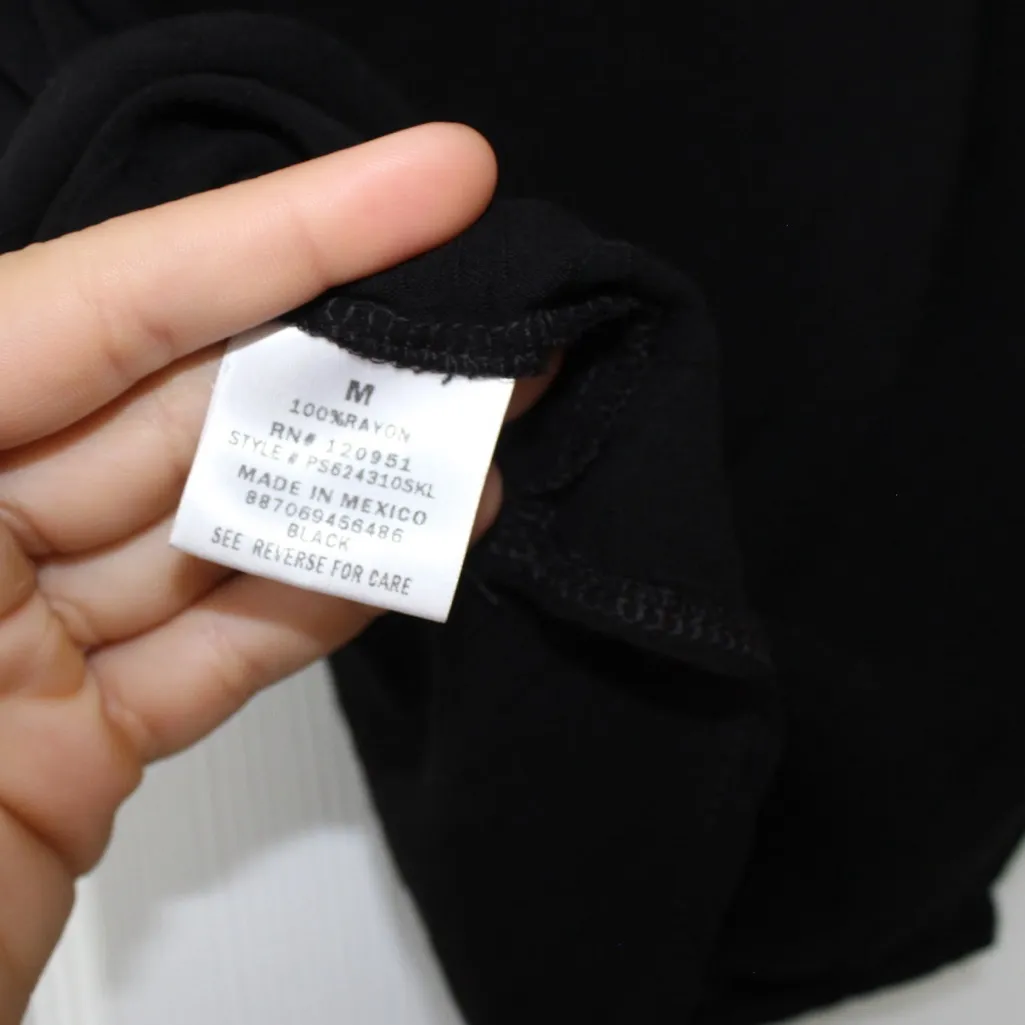 M
100%RAYON
RN# 120951
STYLE # PS624310SKL
MADE IN MEXICO
887069456486
BLACK
SEE REVERSE FOR CARE